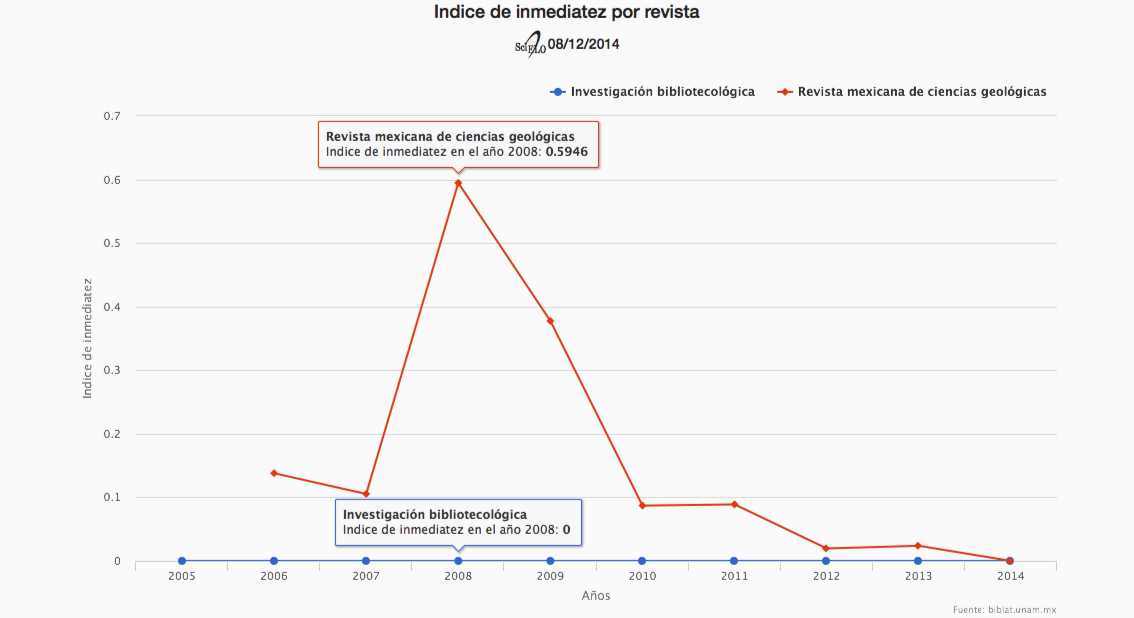 Indice de inmediatez por revista
SciELO 08/12/2014
Investigación bibliotecológica
Revista mexicana de ciencias geológicas
0.7
Revista mexicana de ciencias geológicas
Indice de inmediatez en el año 2008: 0.5946
0.6
0.5
0.4
Indice de inmediatez
0.3
0.2
0.1
Investigación bibliotecológica
Indice de inmediatez en el año 2008: 0
0
2005 2006 2007 2008 2009 2010 2011 2012 2013 2014
Años
Fuente: biblat.unam.mx